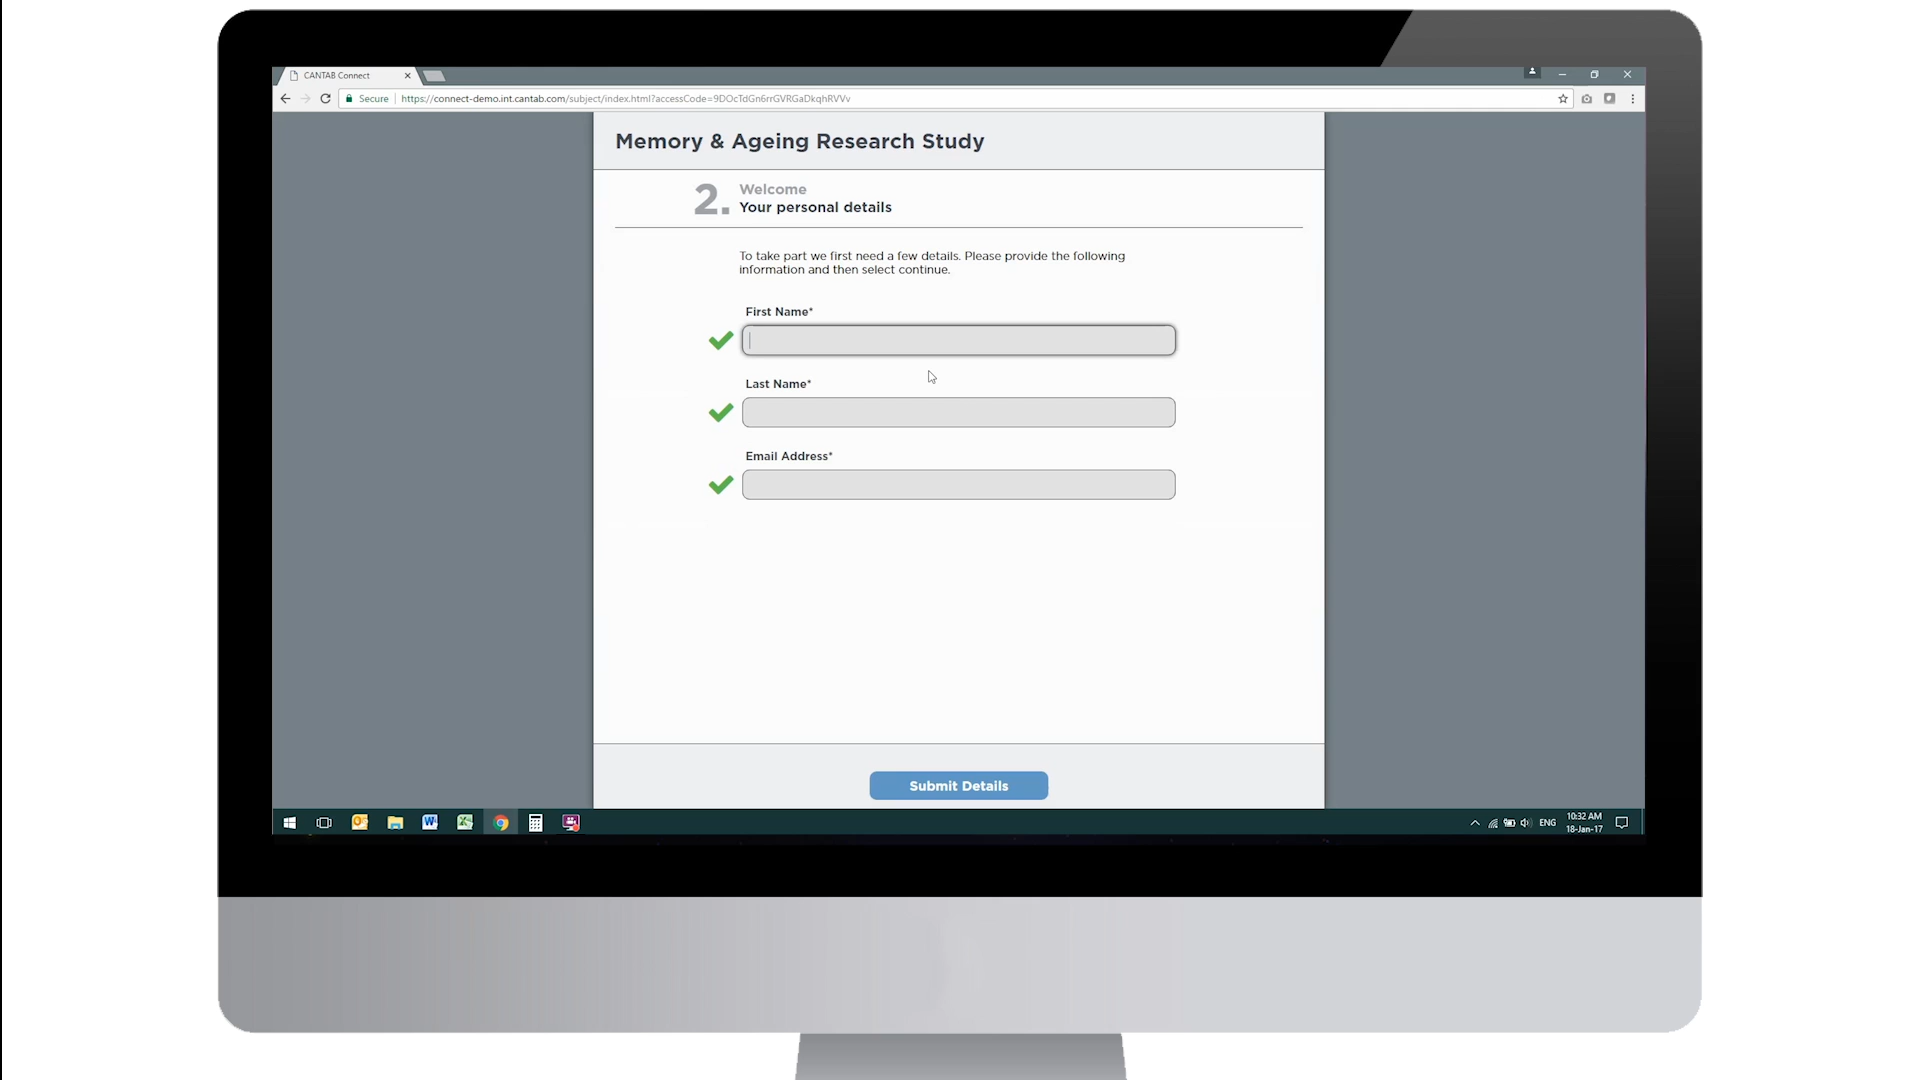 CANTAB Connect
Secure
https://connect-demo.int.cantab.com/subject/index.html?accessCode=9DOcTdGn6rrGVRGaDkqhRVVv
Memory & Ageing Research Study
2.
Welcome
Your personal details
To take part we first need a few details. Please provide the following
information and then select continue.
First Name*
Last Name*
Email Address*
Submit Details
ENG
10:32 AM
18-Jan-17